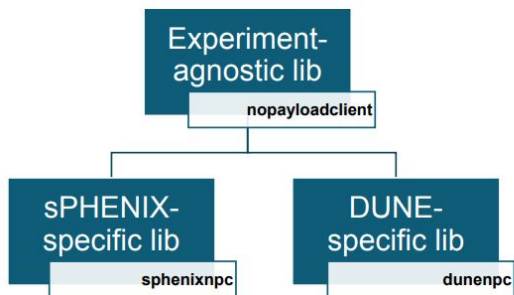 Experiment-
agnostic lib
nopayloadclient
sPHENIX-
specific lib
sphenixnpc
DUNE-
specific lib
dunenpc